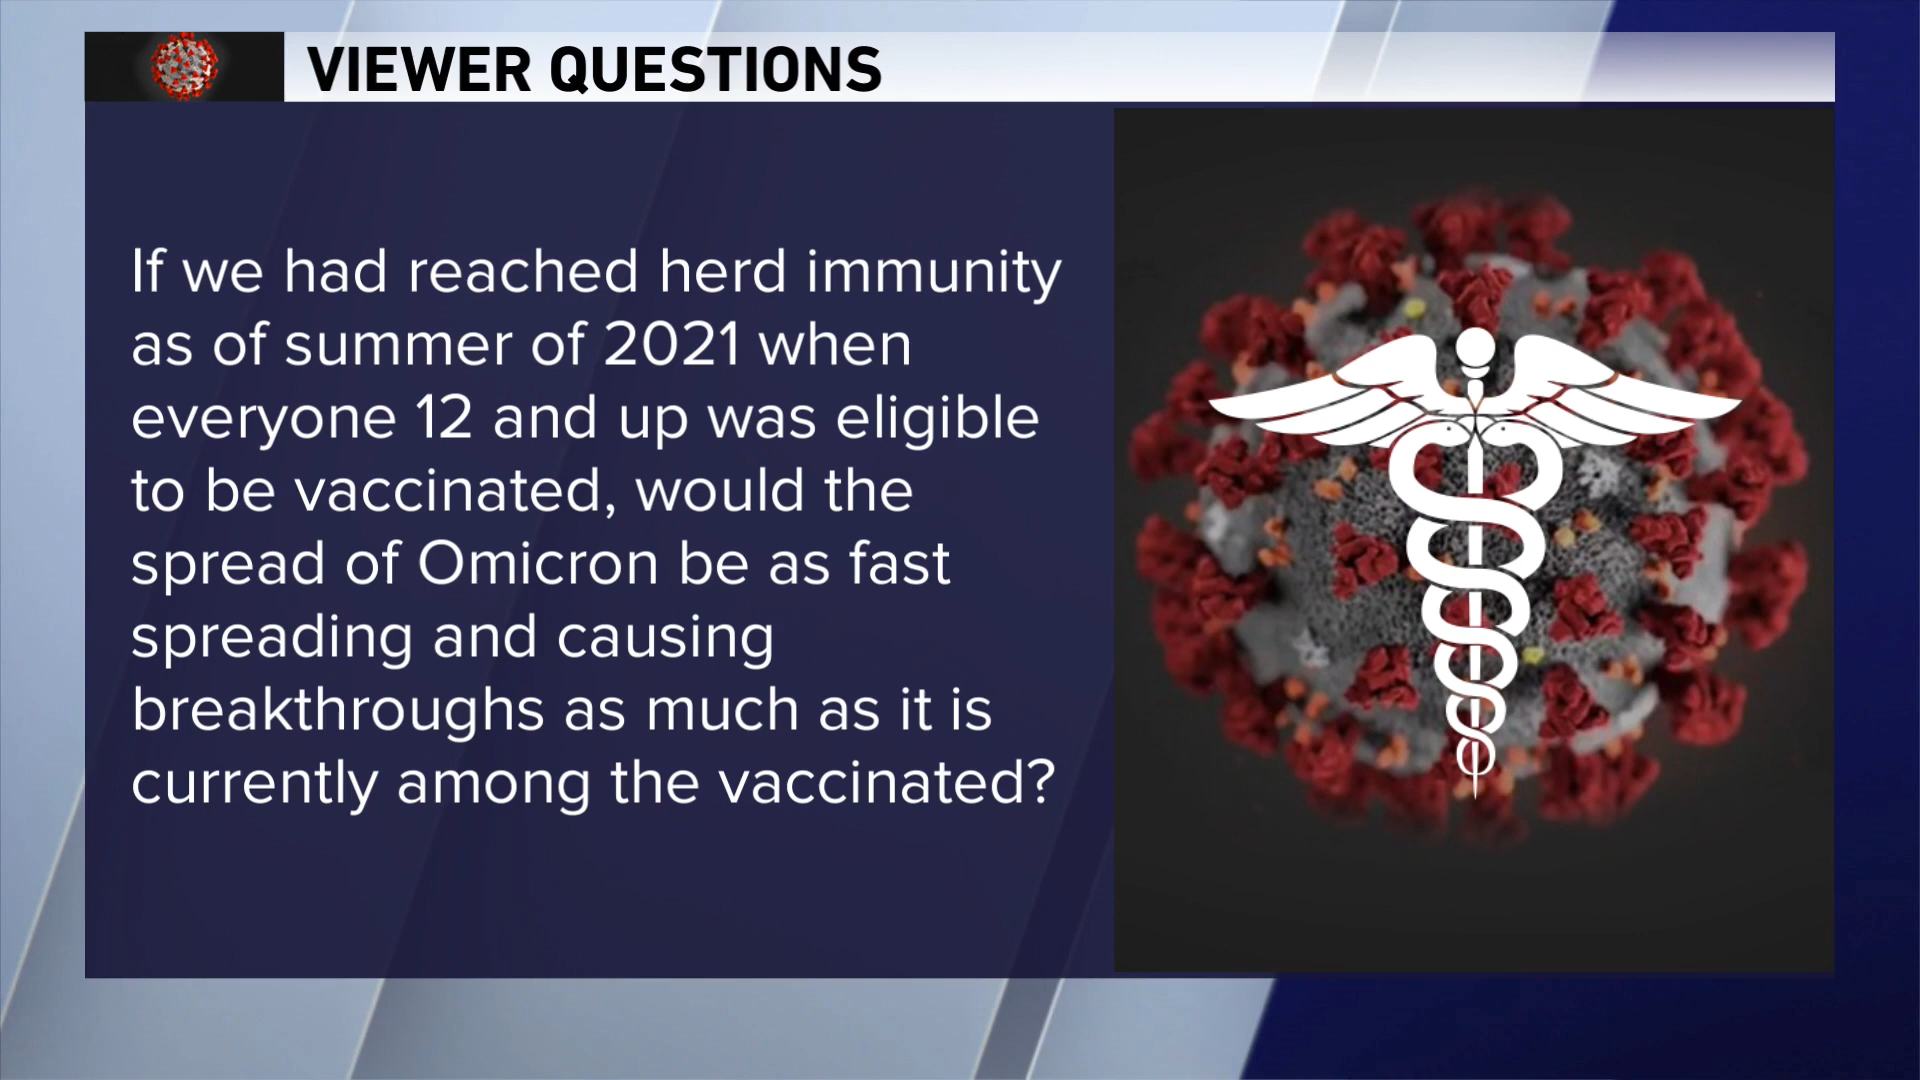 VIEWER QUESTIONS
If we had reached herd immunity
as of summer of 2021 when
everyone 12 and up was eligible
to be vaccinated, would the
spread of Omicron be as fast
spreading and causing
breakthroughs as much as it is
currently among the vaccinated?